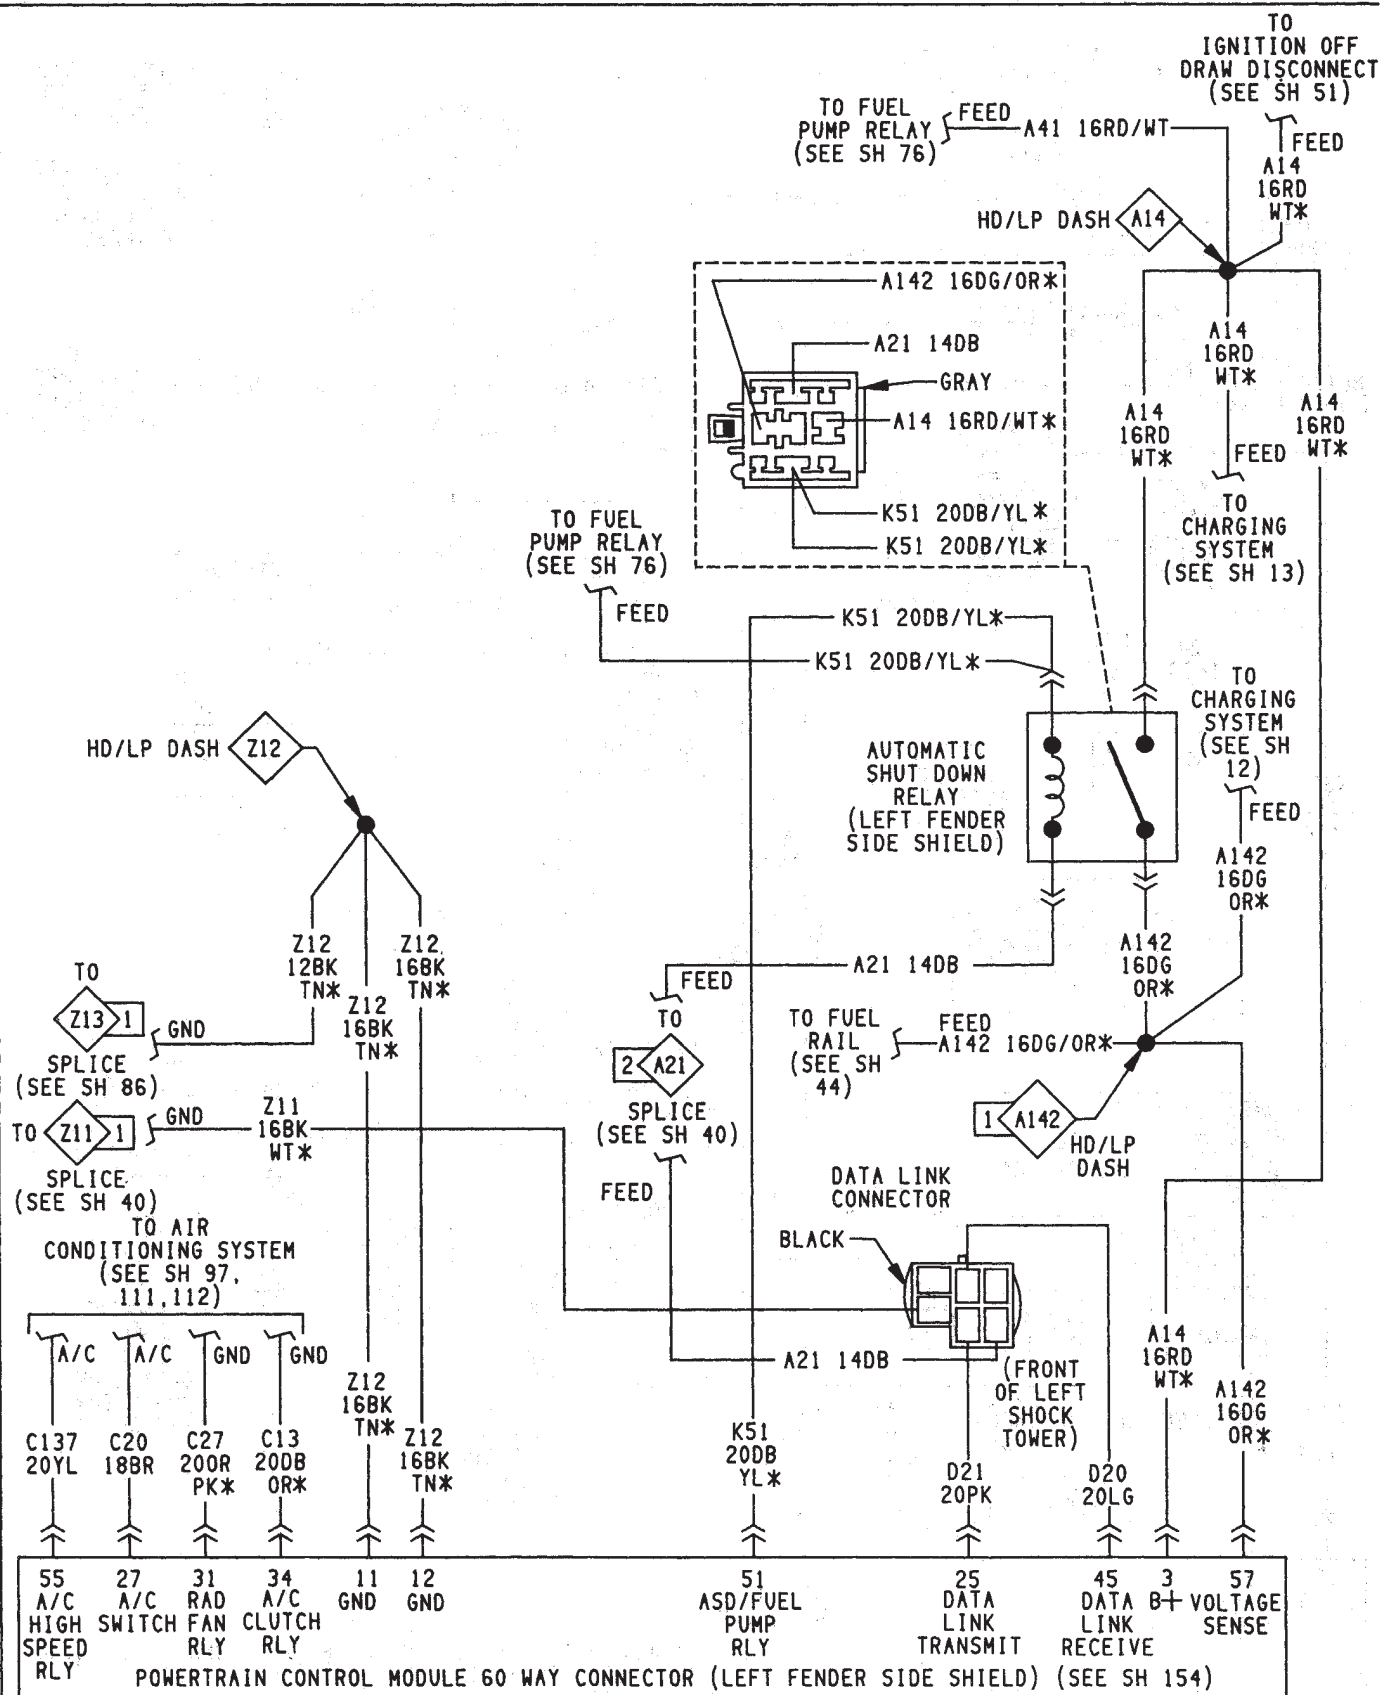 TO
IGNITION OFF
DRAW DISCONNECT
(SEE SH 51)
TO FUEL
PUMP RELAY
(SEE SH 76)
FEED
A41 16RD/WT
FEED
A14
16RD
WT*
HD/LP DASH
A14
A142 16DG/OR*
A21 14DB
GRAY
A14 16RD/WT*
K51 20DB/YL*
K51 20DB/YL*
A14
16RD
WT*
A14
16RD
WT*
A14
16RD
WT*
FEED
TO
CHARGING
SYSTEM
(SEE SH 13)
TO FUEL
PUMP RELAY
(SEE SH 76)
FEED
K51 20DB/YL*
K51 20DB/YL*
TO
CHARGING
SYSTEM
(SEE SH
12)
FEED
HD/LP DASH
Z12
AUTOMATIC
SHUT DOWN
RELAY
(LEFT FENDER
SIDE SHIELD)
A142
16DG
OR*
Z12
12BK
TN*
Z12
16BK
TN*
Z12
16BK
TN*
A142
16DG
OR*
A21 14DB
FEED
TO
Z13
1
GND
SPLICE
(SEE SH 86)
TO
2
A21
SPLICE
(SEE SH 40)
TO FUEL
RAIL
(SEE SH
44)
FEED
A142 16DG/OR*
1
A142
HD/LP
DASH
TO
Z11
1
GND
Z11
16BK
WT*
SPLICE
(SEE SH 40)
FEED
DATA LINK
CONNECTOR
BLACK
TO AIR
CONDITIONING SYSTEM
(SEE SH 97,
111,112)
A/C
A/C
GND
GND
A21 14DB
(FRONT
OF LEFT
SHOCK
TOWER)
A14
16RD
WT*
A142
16DG
OR*
Z12
16BK
TN*
Z12
16BK
TN*
C137
20YL
C20
18BR
C27
20OR
PK*
C13
20DB
OR*
K51
20DB
YL*
D21
20PK
D20
20LG
55
A/C
HIGH
SPEED
RLY
27
A/C
SWITCH
31
RAD
FAN
RLY
34
A/C
CLUTCH
RLY
11
GND
12
GND
51
ASD/FUEL
PUMP
RLY
25
DATA
LINK
TRANSMIT
45
DATA
LINK
RECEIVE
3
B+
57
VOLTAGE
SENSE
POWERTRAIN CONTROL MODULE 60 WAY CONNECTOR (LEFT FENDER SIDE SHIELD) (SEE SH 154)